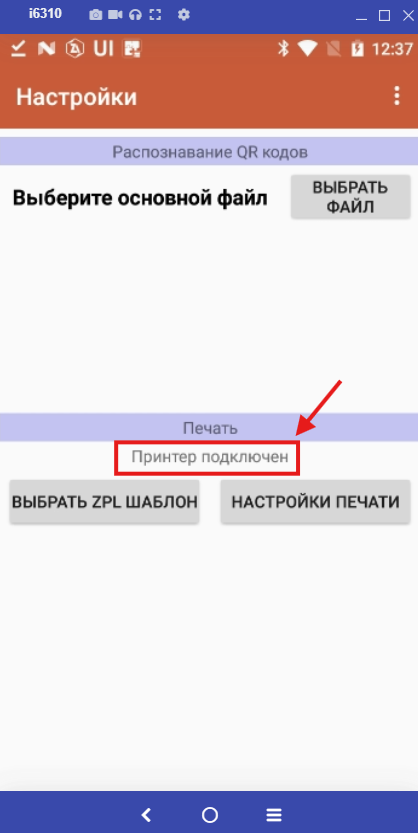 i6310
UI
12:37
Настройки
Распознавание QR кодов
Выберите основной файл
ВЫБРАТЬ
ФАЙЛ
Печать
Принтер подключен
ВЫБРАТЬ ZPL ШАБЛОН
НАСТРОЙКИ ПЕЧАТИ